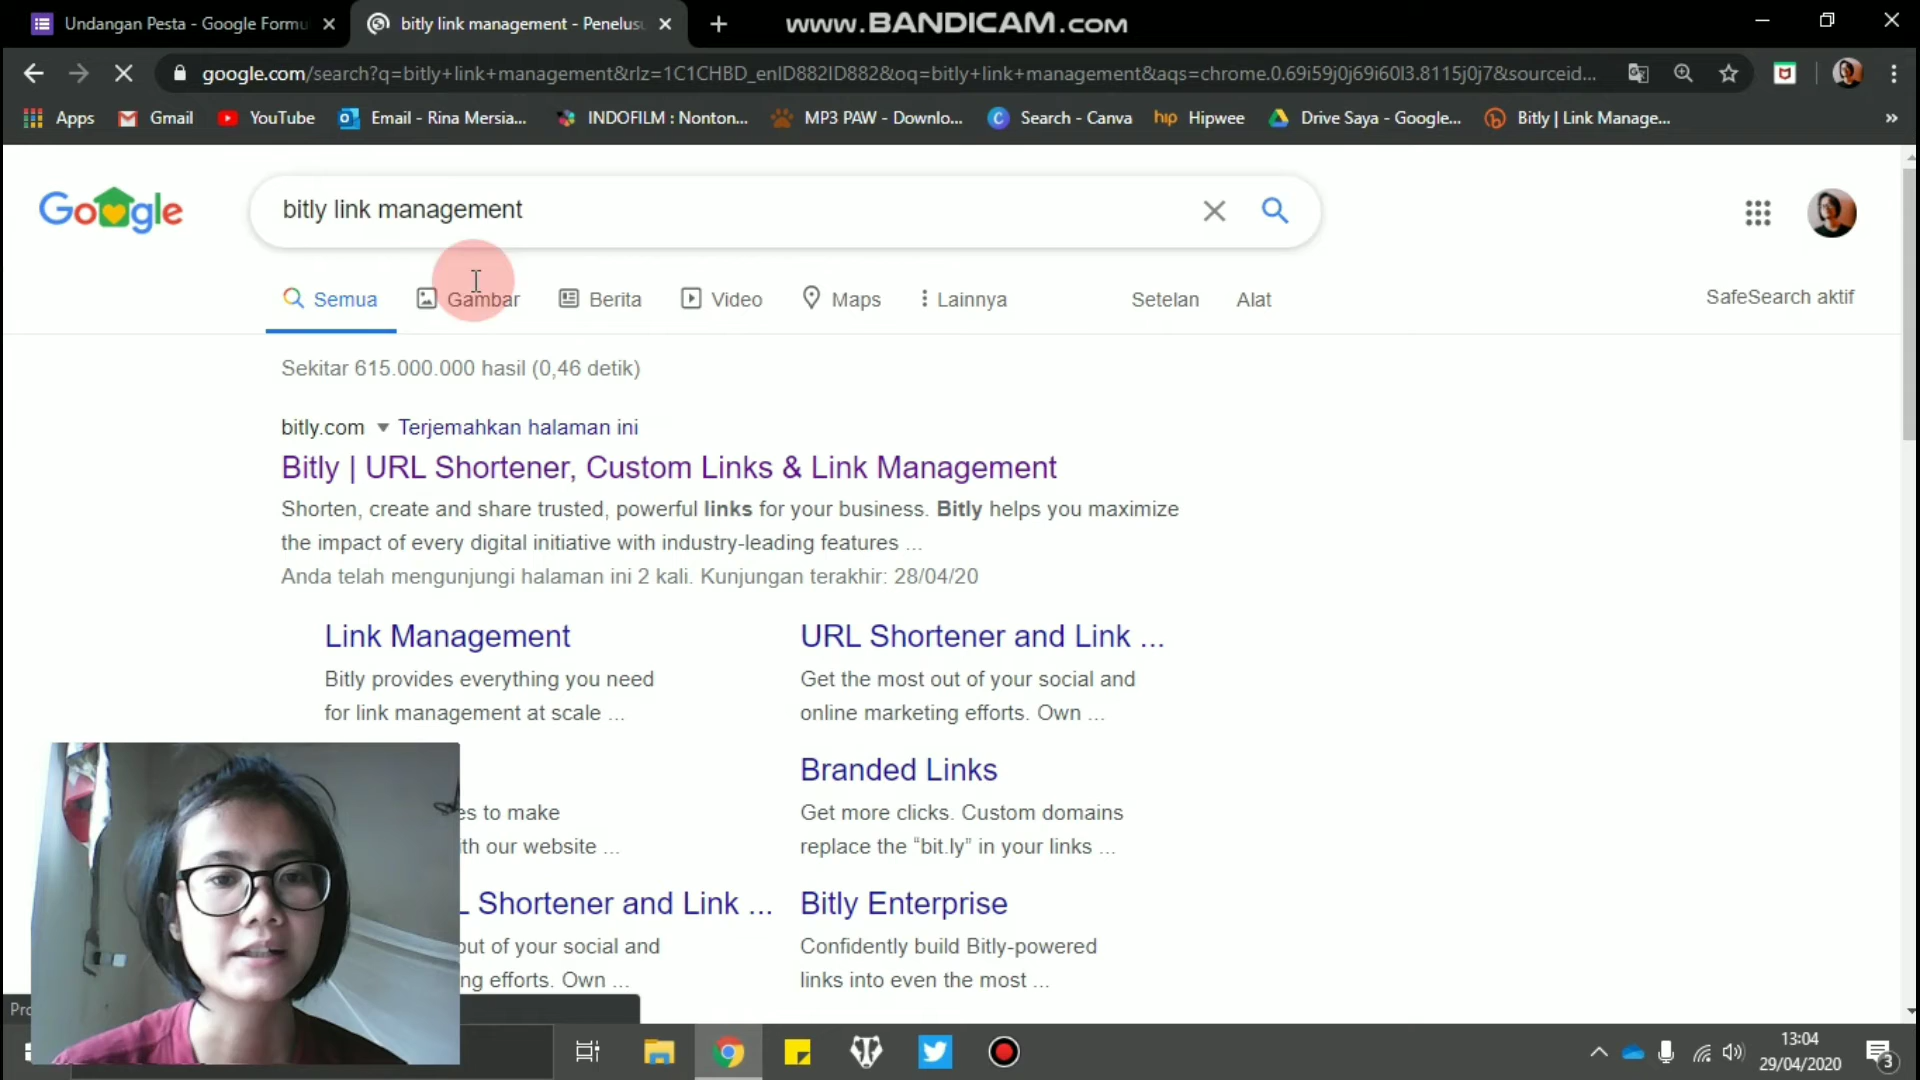 Undangan Pesta - Google Formu
bitly link management - Penelus
www.BANDICAM.com
google.com/search?q=bitly+link+management&rlz=1C1CHBD_enID882ID882&oq=bitly+link+management&aqs=chrome.0.69i59j0j69i60l3.8115j0j7&sourceid...
Apps
Gmail
YouTube
Email - Rina Mersia...
INDOFILM : Nonton...
MP3 PAW - Downlo...
Search - Canva
hip Hipwee
Drive Saya - Google...
Bitly | Link Manage...
Google
bitly link management
Semua
Gambar
Berita
Video
Maps
Lainnya
Setelan
Alat
SafeSearch aktif
Sekitar 615.000.000 hasil (0,46 detik)
bitly.com ▼ Terjemahkan halaman ini
Bitly | URL Shortener, Custom Links & Link Management
Shorten, create and share trusted, powerful links for your business. Bitly helps you maximize
the impact of every digital initiative with industry-leading features ...
Anda telah mengunjungi halaman ini 2 kali. Kunjungan terakhir: 28/04/20
Link Management
Bitly provides everything you need
for link management at scale ...
URL Shortener and Link ...
Get the most out of your social and
online marketing efforts. Own ...
es to make
ith our website ...
Branded Links
Get more clicks. Custom domains
replace the “bit.ly” in your links ...
L Shortener and Link ...
out of your social and
ng efforts. Own ...
Bitly Enterprise
Confidently build Bitly-powered
links into even the most ...
Pro
13:04
29/04/2020
3